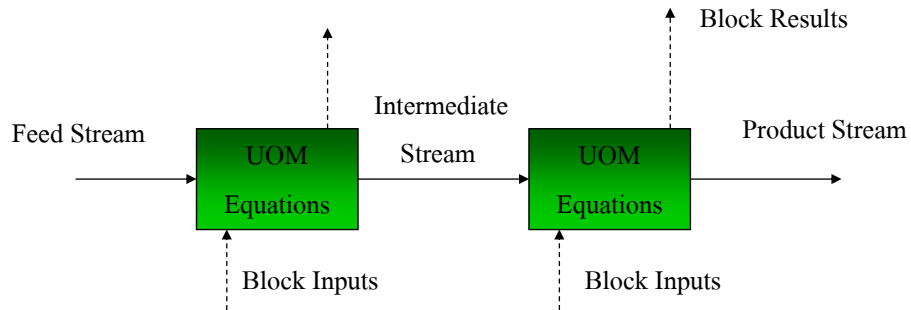 Block Results
Feed Stream
Intermediate
Stream
Product Stream
UOM
Equations
UOM
Equations
Block Inputs
Block Inputs